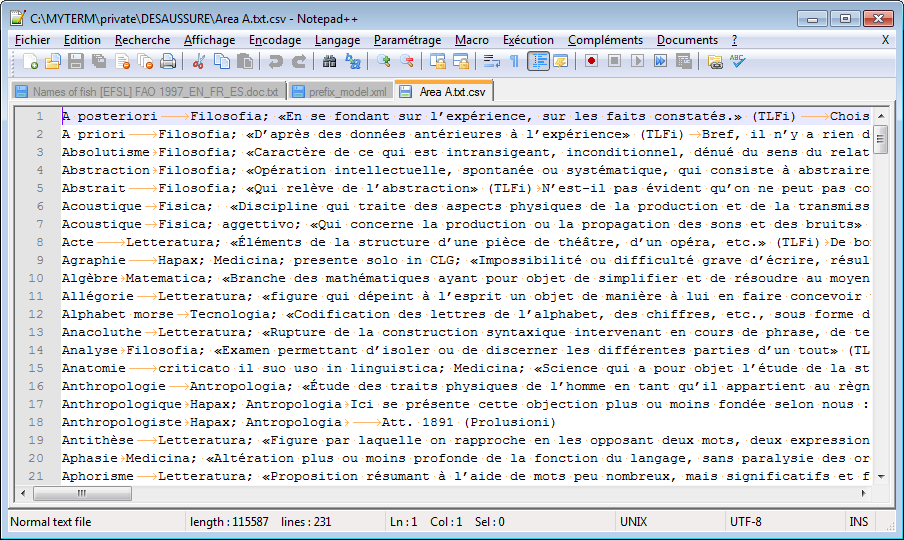 C:\MYTERM\private\DESAUSSURE\Area A.txt.csv - Notepad++
Fichier Edition Recherche Affichage Encodage Langage Paramétrage Macro Exécution Compléments Documents ? X
Names of fish [EFSL] FAO 1997_EN_FR_ES.doc.txt prefix_model.xml Area A.txt.csv
1 A posteriori Filosofia; «En se fondant sur l’expérience, sur les faits constatés.» (TLFi) Chois
2 A priori Filosofia; «D’après des données antérieures à l’expérience» (TLFi) Bref, il n’y a rien d
3 Absolutisme Filosofia; «Caractère de ce qui est intransigeant, inconditionnel, dénué du sens du relat
4 Abstraction Filosofia; «Opération intellectuelle, spontanée ou systématique, qui consiste à abstraire
5 Abstrait Filosofia; «Qui relève de l’abstraction» (TLFi) N’est-il pas évident qu’on ne peut pas co
6 Acoustique Fisica; «Discipline qui traite des aspects physiques de la production et de la transmiss
7 Acoustique Fisica; aggettivo; «Qui concerne la production ou la propagation des sons et des bruits»
8 Acte Letteratura; «Éléments de la structure d’une pièce de théâtre, d’un opéra, etc.» (TLFi) De bo
9 Agraphie Hapax; Medicina; presente solo in CLG; «Impossibilité ou difficulté grave d’écrire, résul
10 Algèbre Matematica; «Branche des mathématiques ayant pour objet de simplifier et de résoudre au moyen
11 Allégorie Letteratura; «figure qui dépeint à l’esprit un objet de manière à lui en faire concevoir
12 Alphabet morse Tecnologia; «Codification des lettres de l’alphabet, des chiffres, etc., sous forme d
13 Anacoluthe Letteratura; «Rupture de la construction syntaxique intervenant en cours de phrase, de te
14 Analyse Filosofia; «Examen permettant d’isoler ou de discerner les différentes parties d’un tout» (TL
15 Anatomie criticato il suo uso in linguistica; Medicina; «Science qui a pour objet l’étude de la st
16 Anthropologie Antropologia; «Étude des traits physiques de l’homme en tant qu’il appartient au règn
17 Anthropologique Hapax; Antropologia Ici se présente cette objection plus ou moins fondée selon nous :
18 Anthropologiste Hapax; Antropologia Att. 1891 (Prolusioni)
19 Antithèse Letteratura; «Figure par laquelle on rapproche en les opposant deux mots, deux expression
20 Aphasie Medicina; «Altération plus ou moins profonde de la fonction du langage, sans paralysie des or
21 Aphorisme Letteratura; «Proposition résumant à l’aide de mots peu nombreux, mais significatifs et f
Normal text file length : 115587 lines : 231 Ln : 1 Col : 1 Sel : 0 UNIX UTF-8 INS